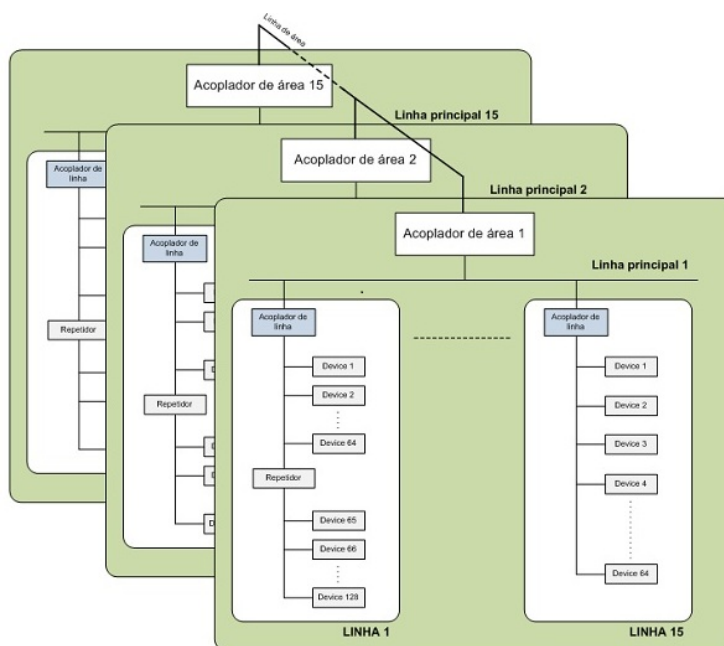 Linha de área
Acoplador de área 15
Linha principal 15
Acoplador de
linha
Repetidor
Acoplador de área 2
Linha principal 2
Acoplador de
linha
Repetidor
D
D
D
D
Acoplador de área 1
Linha principal 1
Acoplador de
linha
Device 1
Device 2
Device 64
Repetidor
Device 65
Device 66
Device 128
LINHA 1
Acoplador de
linha
Device 1
Device 2
Device 3
Device 4
Device 64
LINHA 15